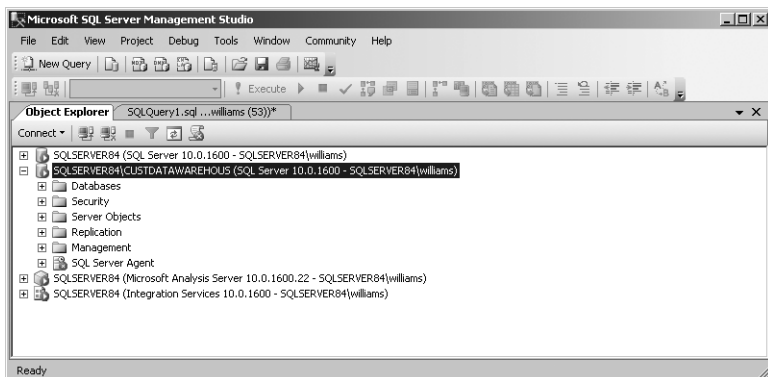 Microsoft SQL Server Management Studio
File Edit View Project Debug Tools Window Community Help
New Query
Execute
Object Explorer SQLQuery1.sql ...williams (53))*
Connect
SQLSERVER84 (SQL Server 10.0.1600 - SQLSERVER84\williams)
SQLSERVER84\CUSTDATAWAREHOUS (SQL Server 10.0.1600 - SQLSERVER84\williams)
Databases
Security
Server Objects
Replication
Management
SQL Server Agent
SQLSERVER84 (Microsoft Analysis Server 10.0.1600.22 - SQLSERVER84\williams)
SQLSERVER84 (Integration Services 10.0.1600 - SQLSERVER84\williams)
Ready